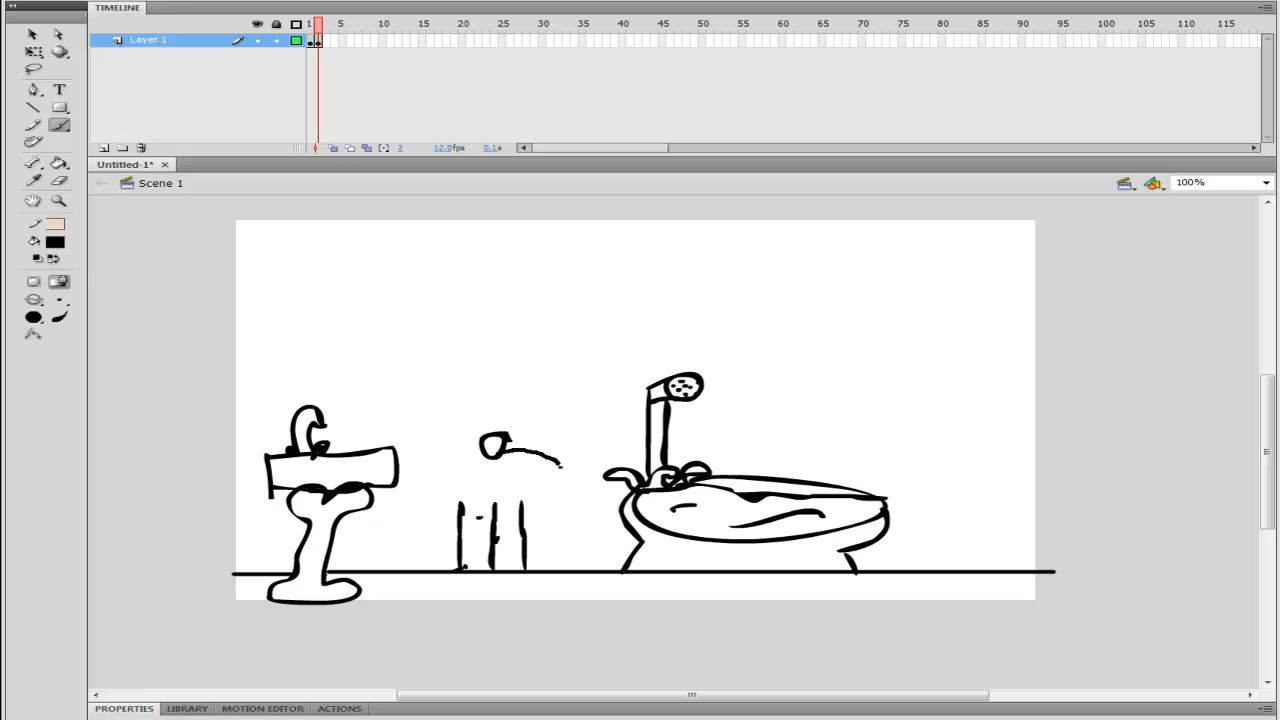 TIMELINE
1 5 10 15 20 25 30 35 40 45 50 55 60 65 70 75 80 85 90 95 100 105 110 115
Layer 1
2 12.0fps 0.1s
Untitled-1*
Scene 1
100%
T
PROPERTIES LIBRARY MOTION EDITOR ACTIONS